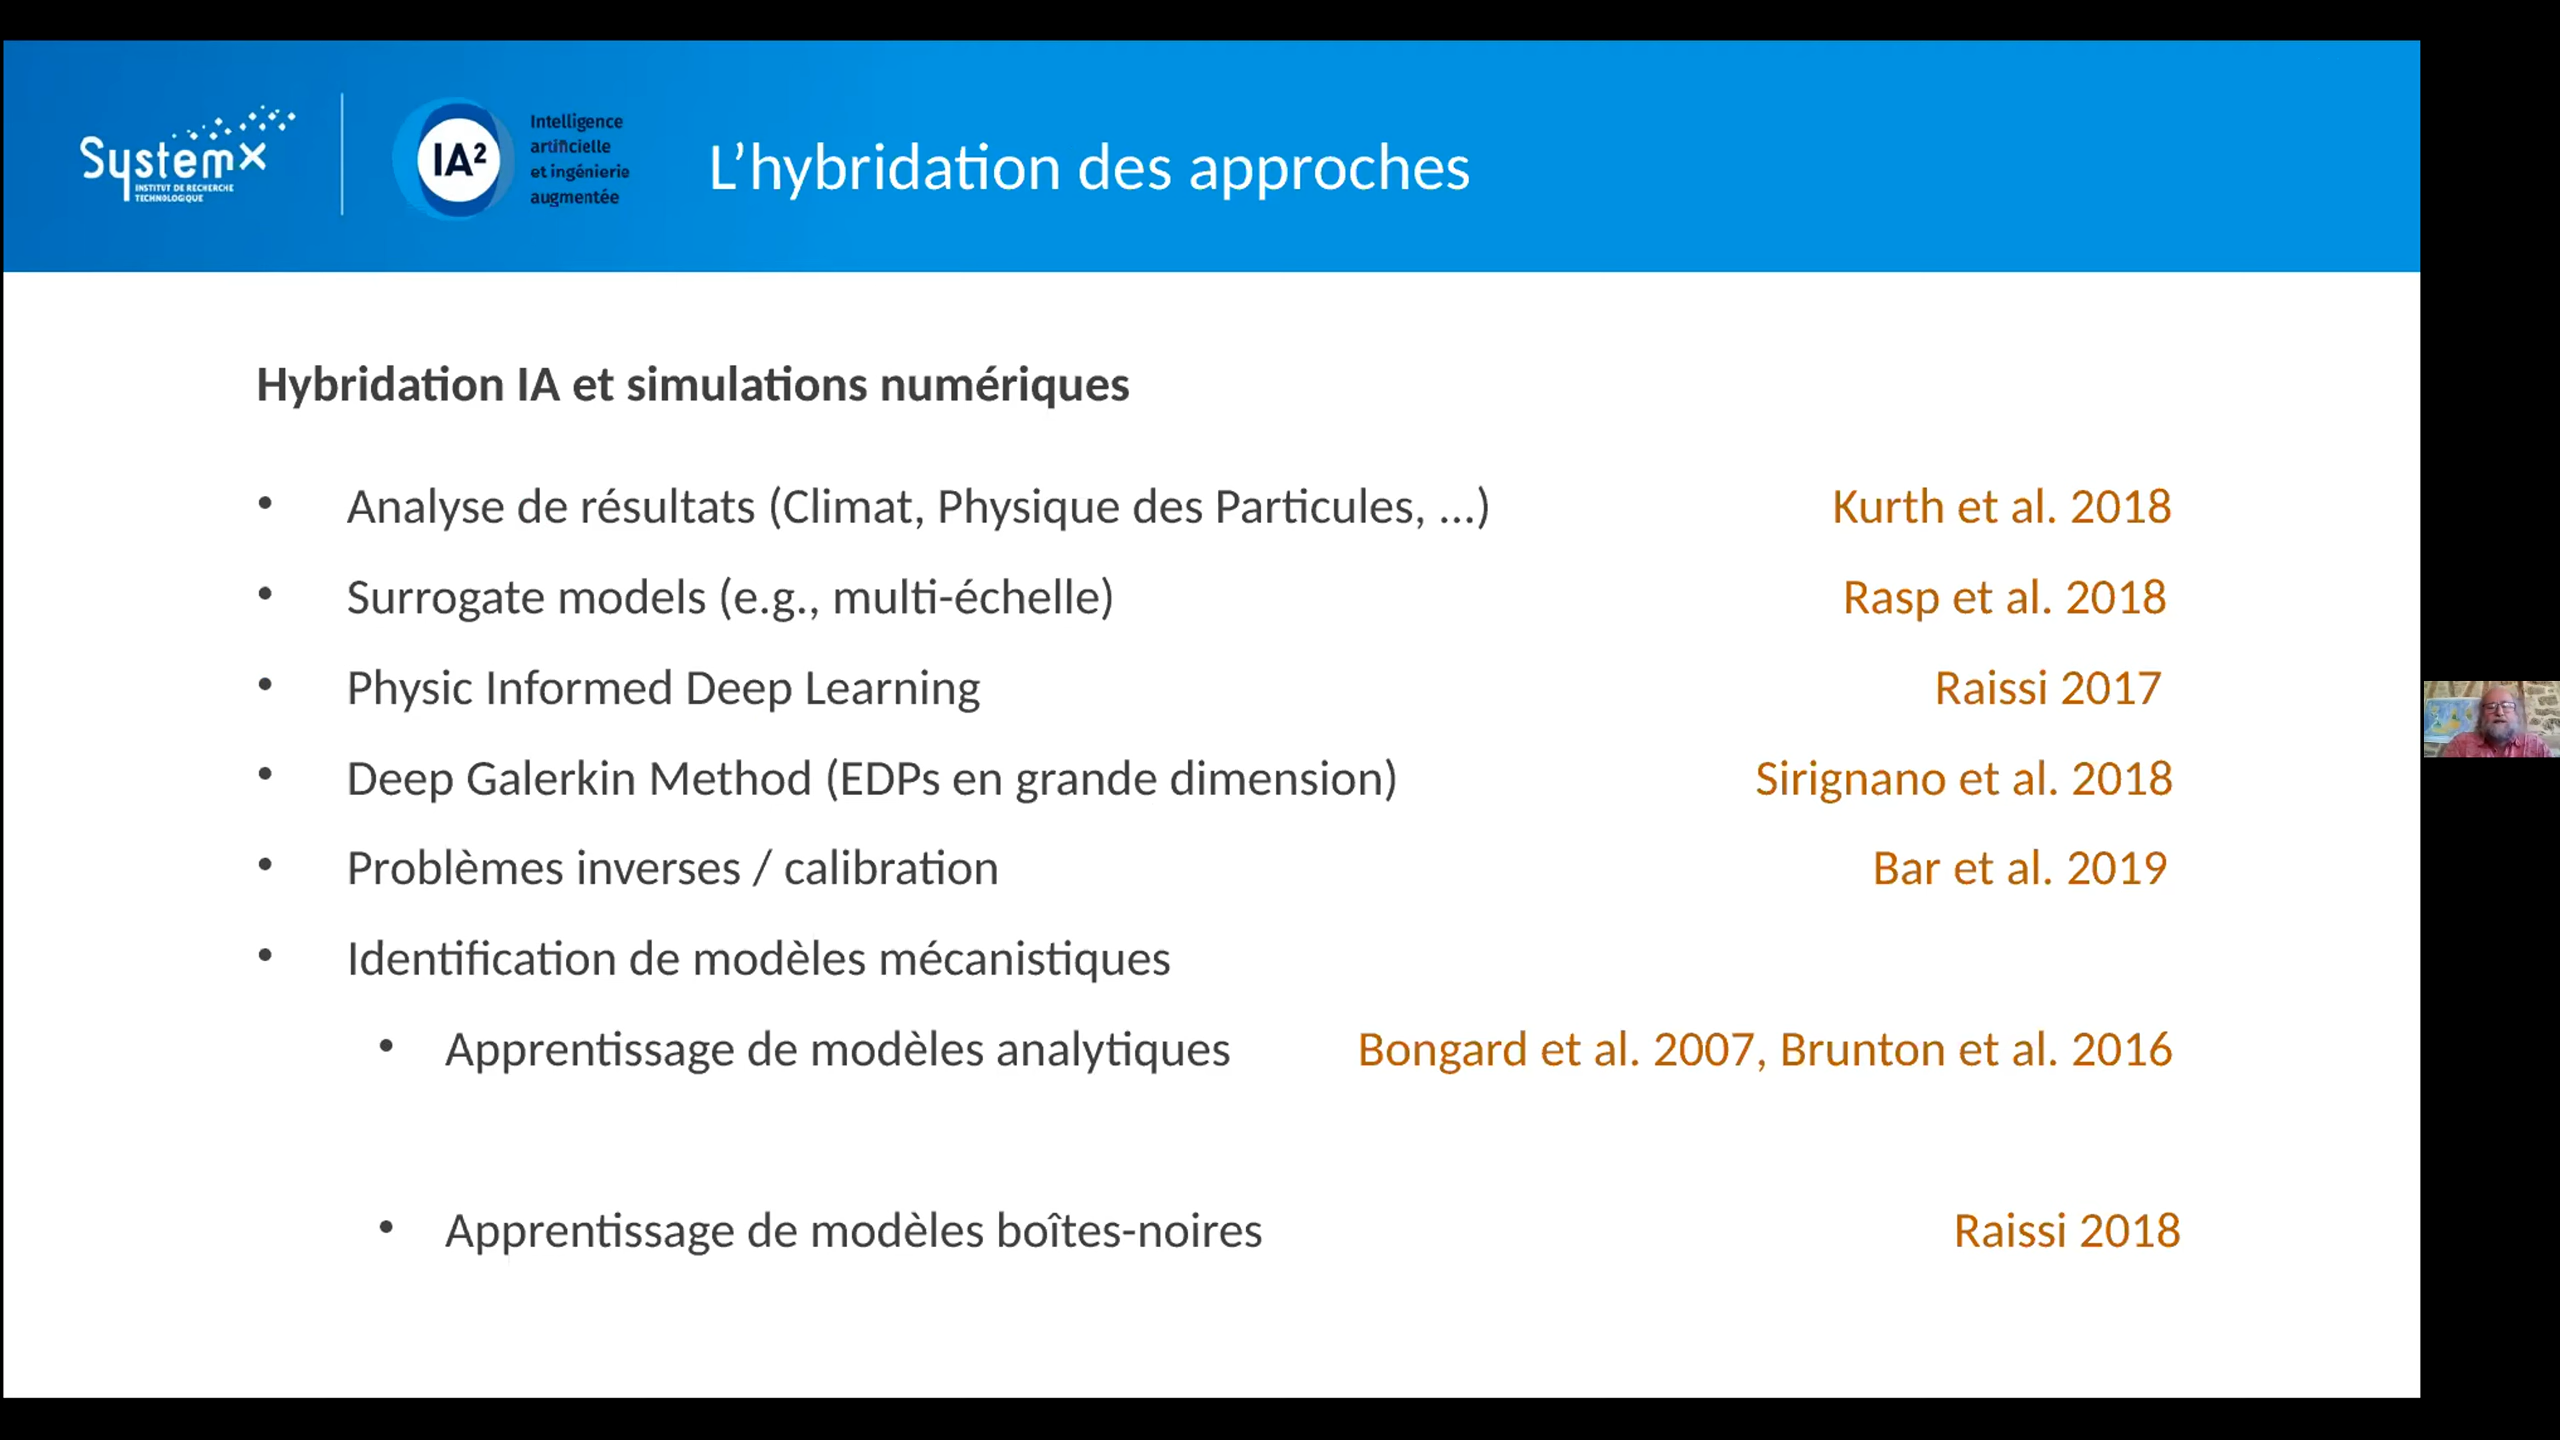 SystemX
INSTITUT DE RECHERCHE
TECHNOLOGIQUE
IA²
Intelligence
artificielle
et ingénierie
augmentée
L’hybridation des approches
Hybridation IA et simulations numériques
• Analyse de résultats (Climat, Physique des Particules, ...) Kurth et al. 2018
• Surrogate models (e.g., multi-échelle) Rasp et al. 2018
• Physic Informed Deep Learning Raissi 2017
• Deep Galerkin Method (EDPs en grande dimension) Sirignano et al. 2018
• Problèmes inverses / calibration Bar et al. 2019
• Identification de modèles mécanistiques
• Apprentissage de modèles analytiques Bongard et al. 2007, Brunton et al. 2016
• Apprentissage de modèles boîtes-noires Raissi 2018